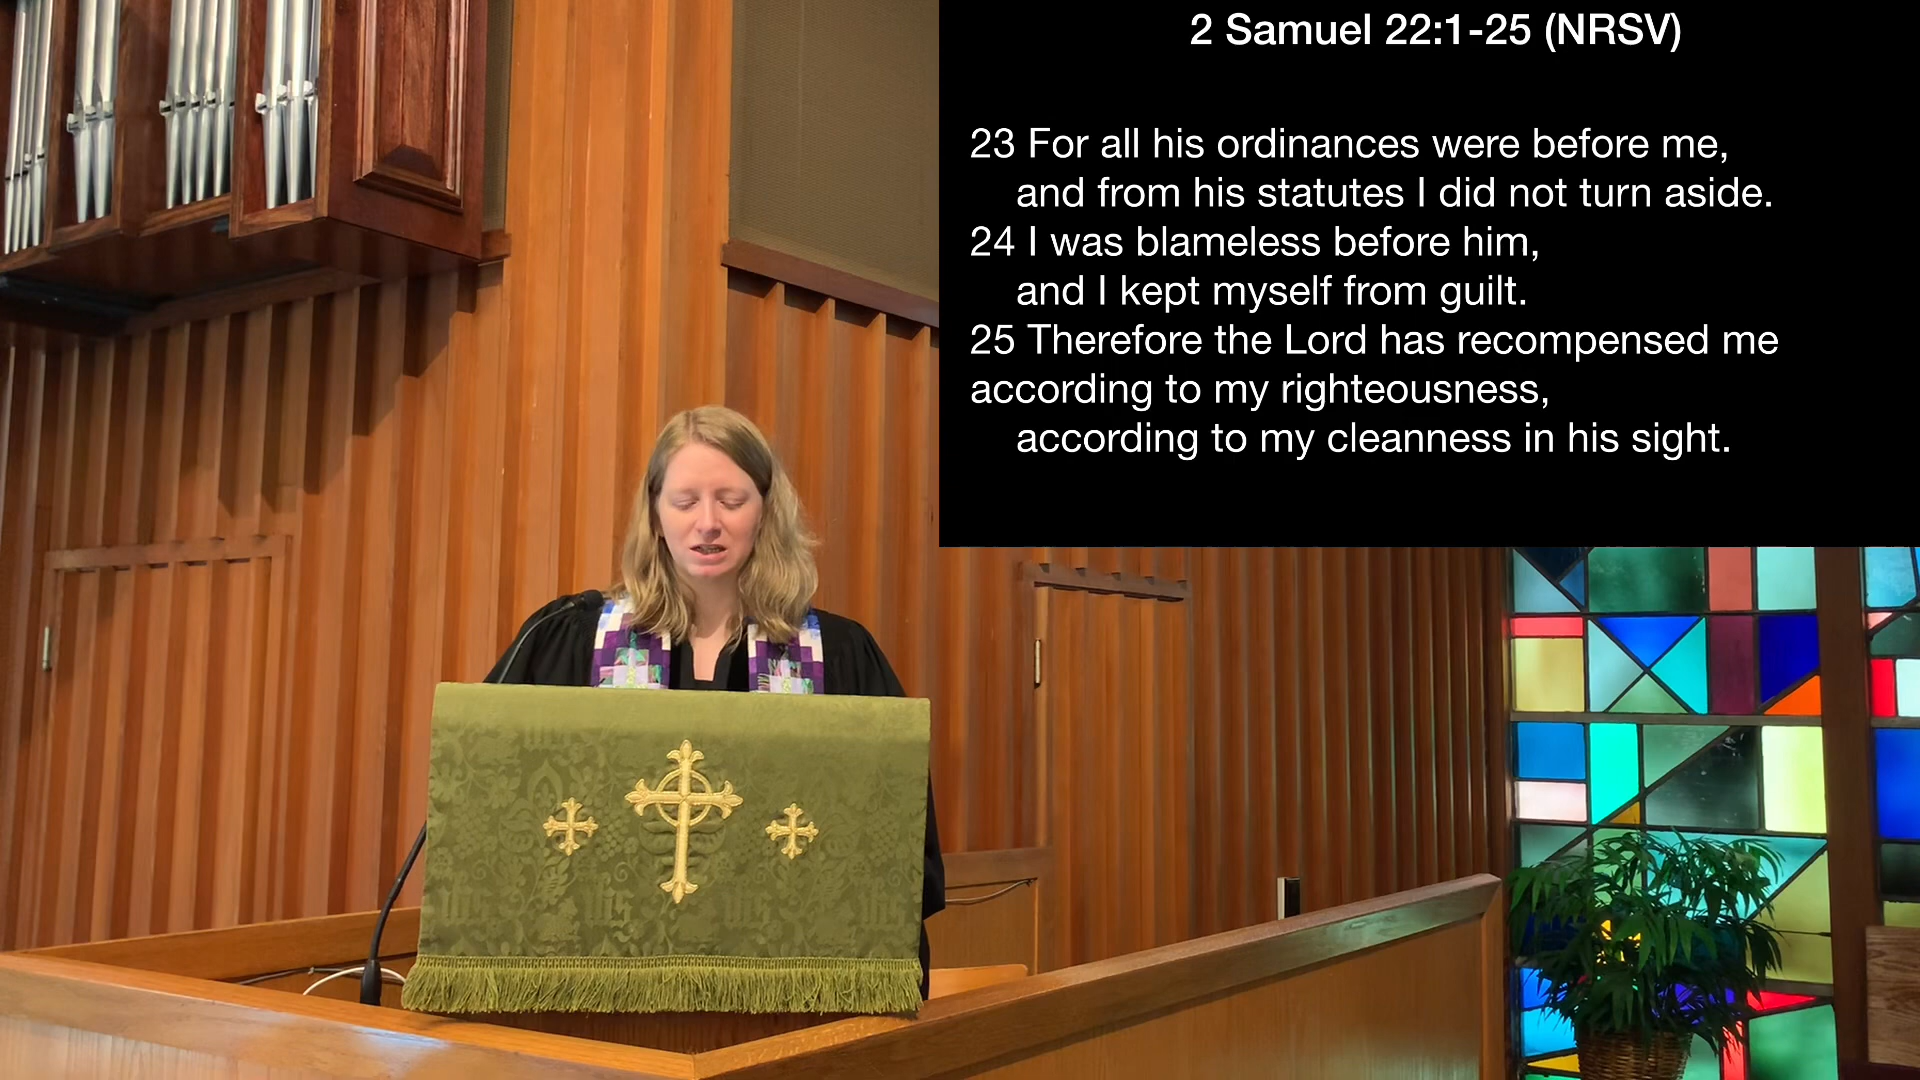 2 Samuel 22:1-25 (NRSV)
23 For all his ordinances were before me,
and from his statutes I did not turn aside.
24 I was blameless before him,
and I kept myself from guilt.
25 Therefore the Lord has recompensed me
according to my righteousness,
according to my cleanness in his sight.